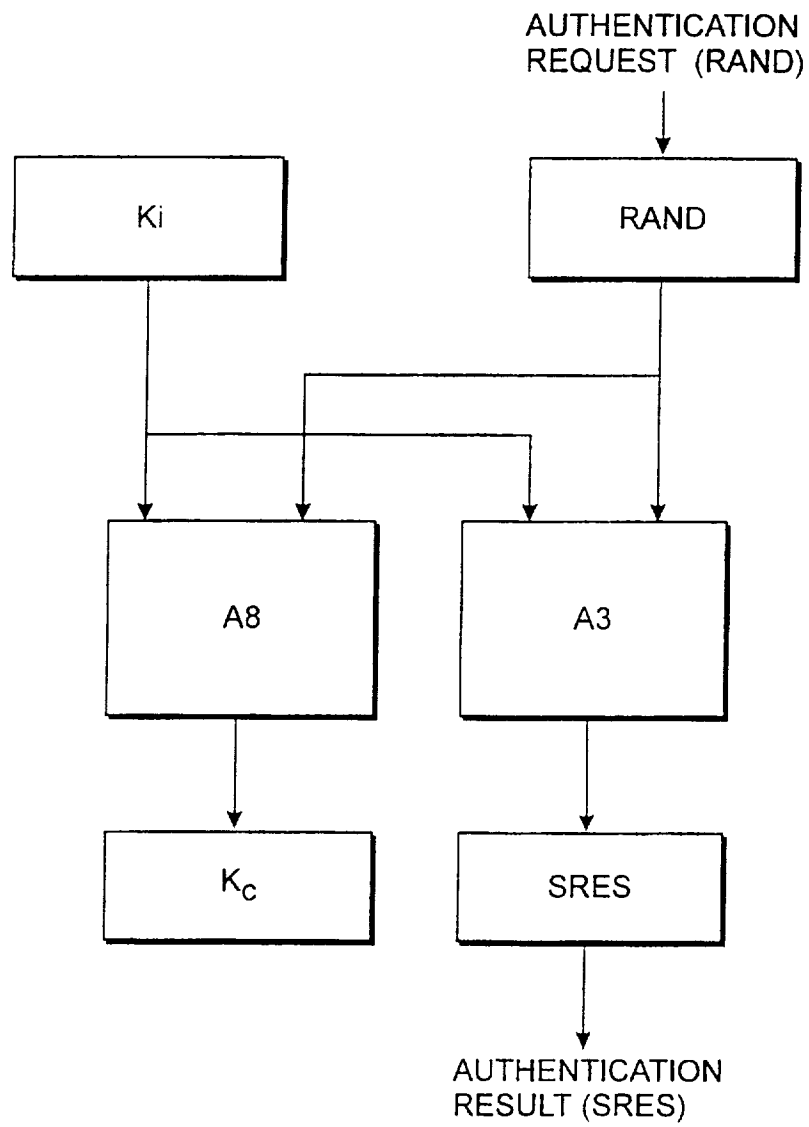 AUTHENTICATION
REQUEST (RAND)
Ki
RAND
A8
A3
Kc
SRES
AUTHENTICATION
RESULT (SRES)